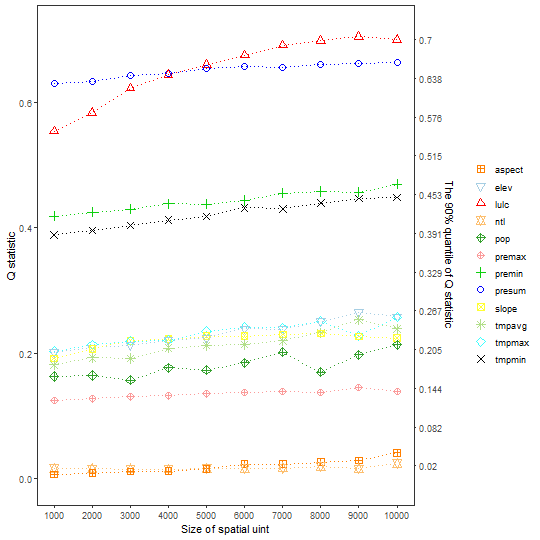 Q statistic
0.6
0.4
0.2
0.0
1000 2000 3000 4000 5000 6000 7000 8000 9000 10000
Size of spatial uint
0.7
0.638
0.576
0.515
0.453
0.391
0.329
0.267
0.205
0.144
0.082
0.02
The 90% quantile of Q statistic
aspect
elev
lulc
ntl
pop
premax
premin
presum
slope
tmpavg
tmpmax
tmpmin